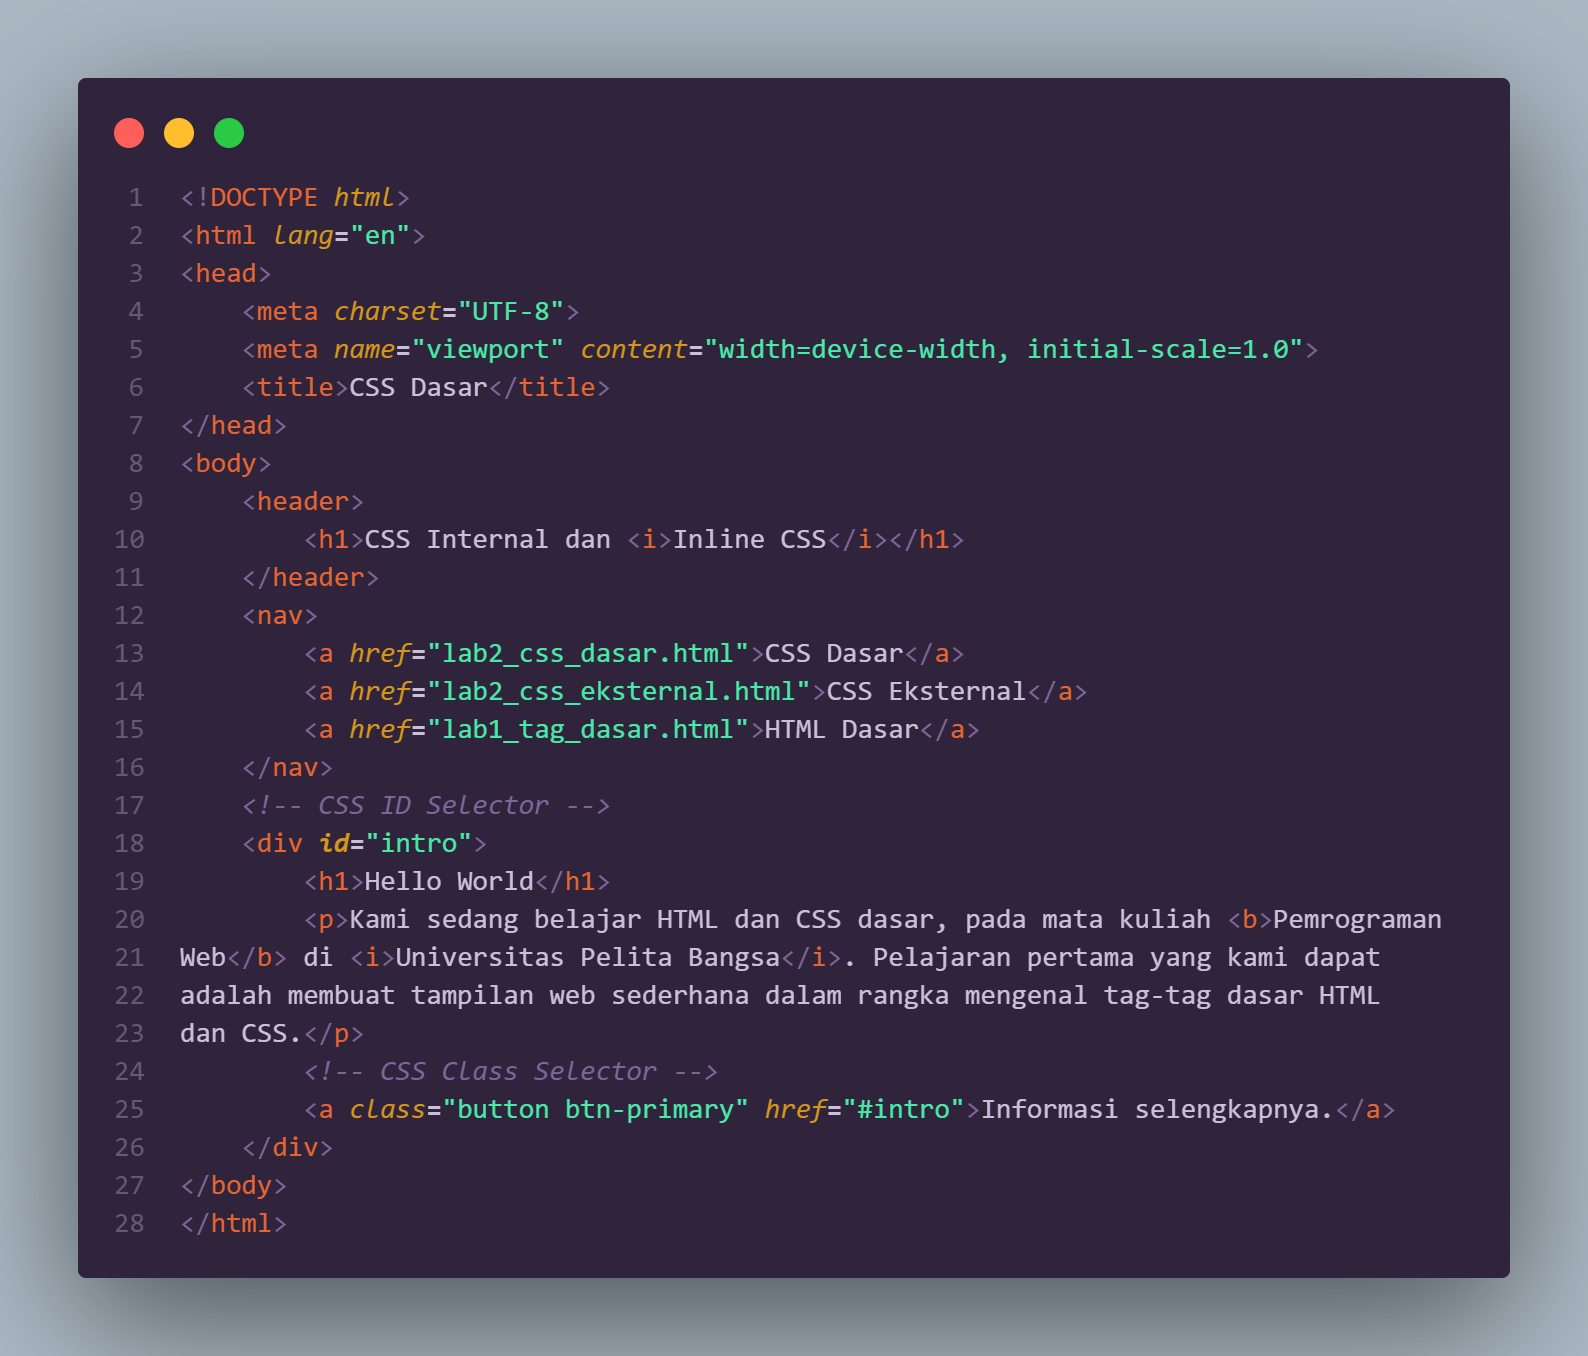 1 <!DOCTYPE html>
2 <html lang="en">
3 <head>
4     <meta charset="UTF-8">
5     <meta name="viewport" content="width=device-width, initial-scale=1.0">
6     <title>CSS Dasar</title>
7 </head>
8 <body>
9     <header>
10         <h1>CSS Internal dan <i>Inline CSS</i></h1>
11     </header>
12     <nav>
13         <a href="lab2_css_dasar.html">CSS Dasar</a>
14         <a href="lab2_css_eksternal.html">CSS Eksternal</a>
15         <a href="lab1_tag_dasar.html">HTML Dasar</a>
16     </nav>
17     <!-- CSS ID Selector -->
18     <div id="intro">
19         <h1>Hello World</h1>
20         <p>Kami sedang belajar HTML dan CSS dasar, pada mata kuliah <b>Pemrograman
21 Web</b> di <i>Universitas Pelita Bangsa</i>. Pelajaran pertama yang kami dapat
22 adalah membuat tampilan web sederhana dalam rangka mengenal tag-tag dasar HTML
23 dan CSS.</p>
24         <!-- CSS Class Selector -->
25         <a class="button btn-primary" href="#intro">Informasi selengkapnya.</a>
26     </div>
27 </body>
28 </html>